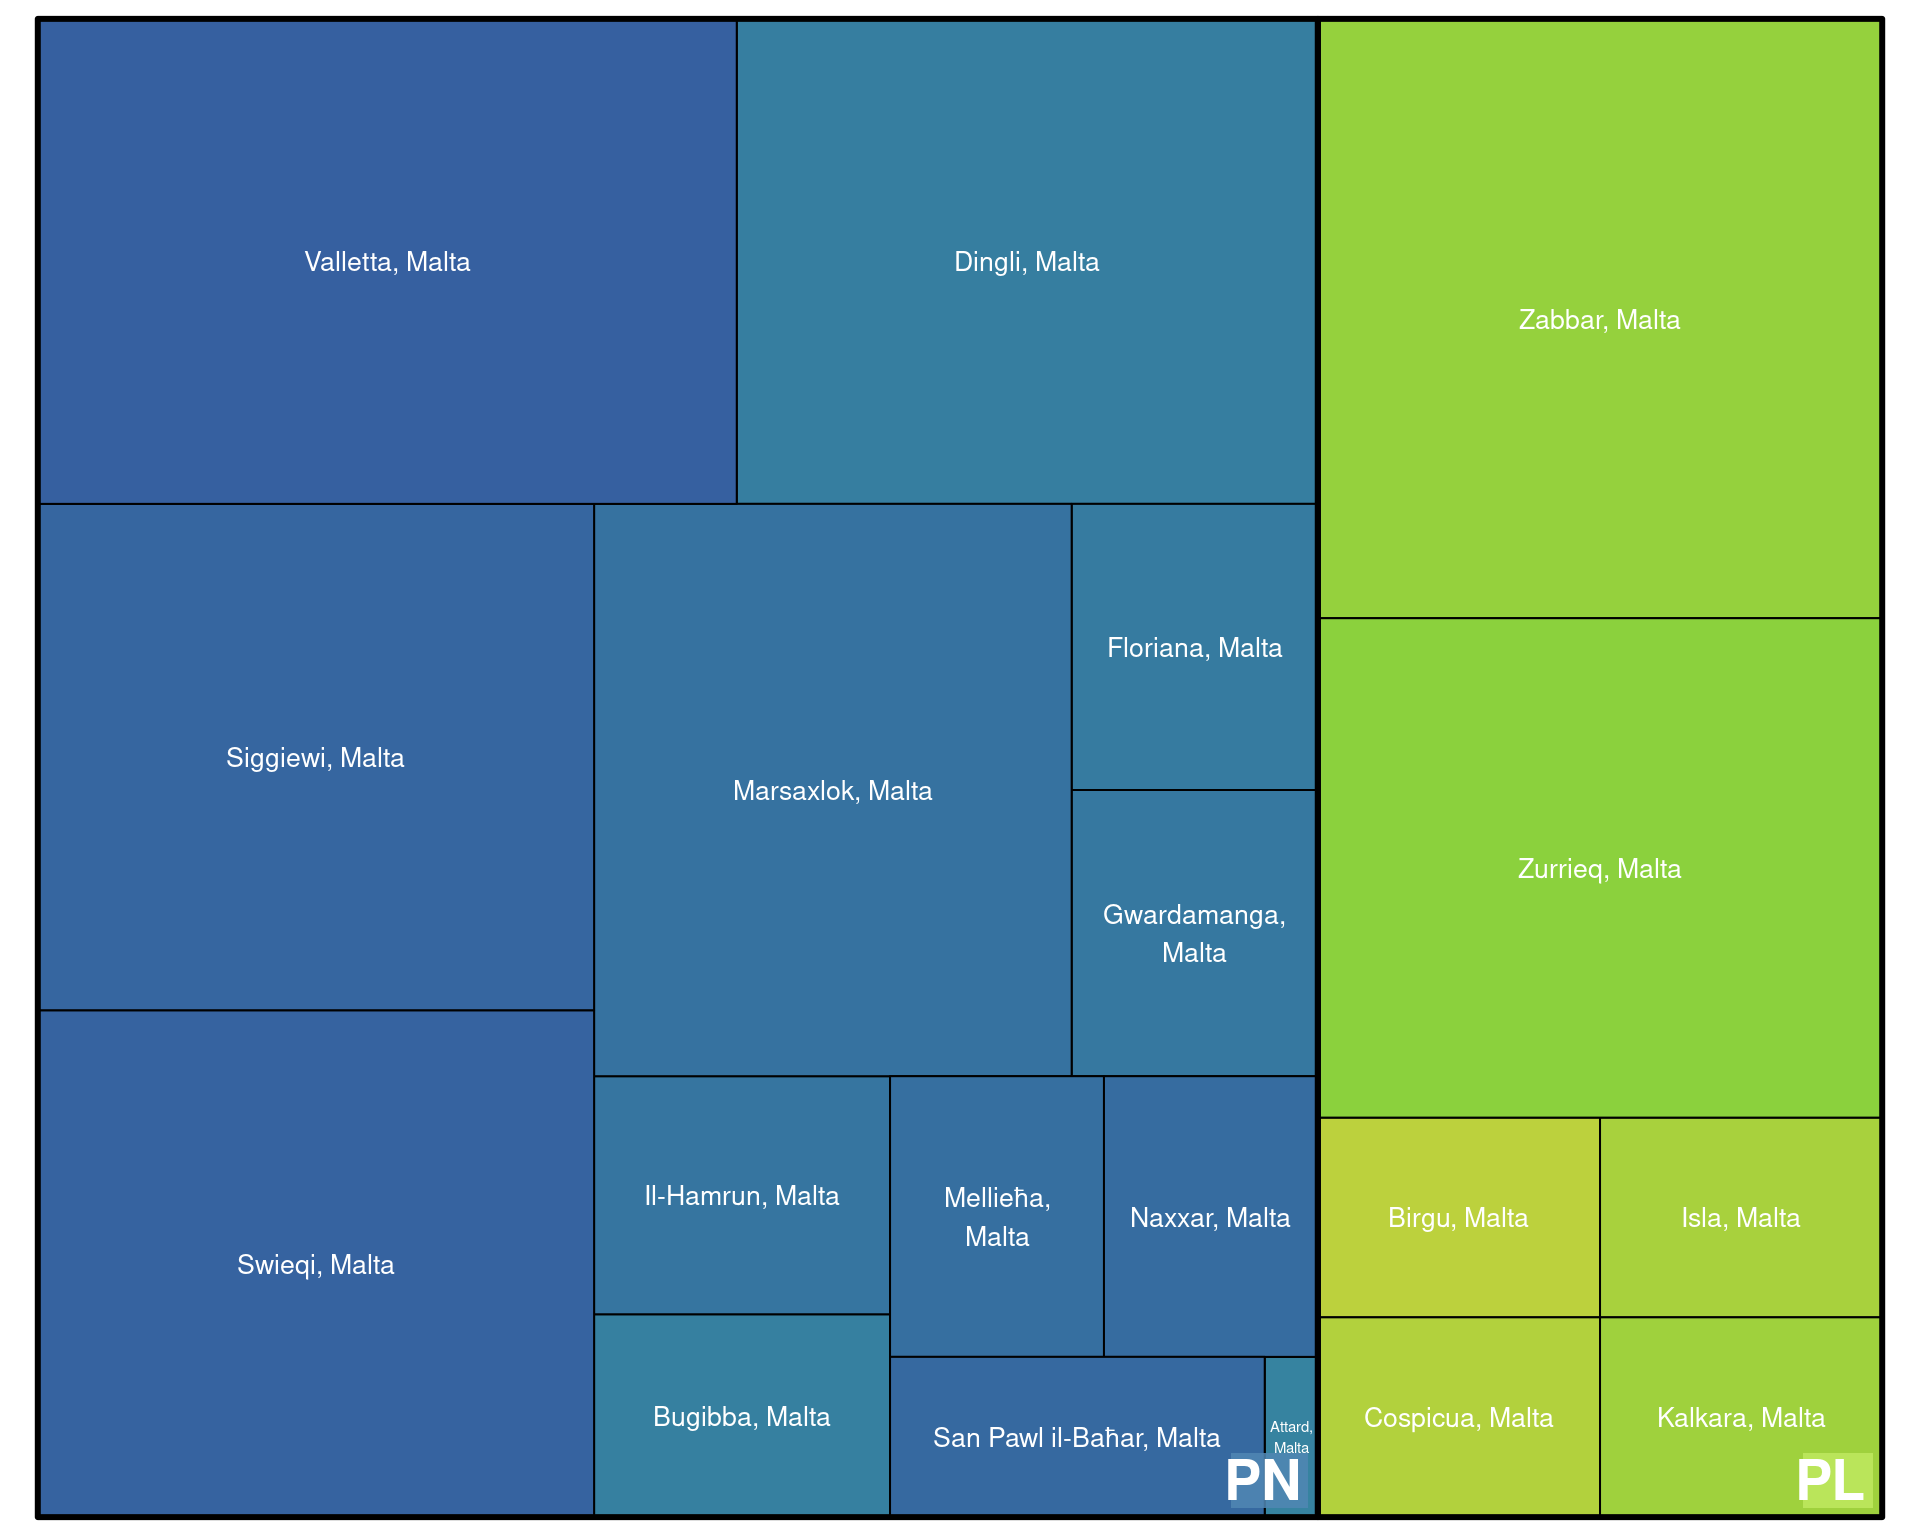 Valletta, Malta
Dingli, Malta
Zabbar, Malta
Siggiewi, Malta
Marsaxlok, Malta
Floriana, Malta
Gwardamanga,
Malta
Zurrieq, Malta
Swieqi, Malta
Il-Hamrun, Malta
Mellieħa,
Malta
Naxxar, Malta
Birgu, Malta
Isla, Malta
Bugibba, Malta
San Pawl il-Baħar, Malta
Attard,
Malta
Cospicua, Malta
Kalkara, Malta
PN
PL